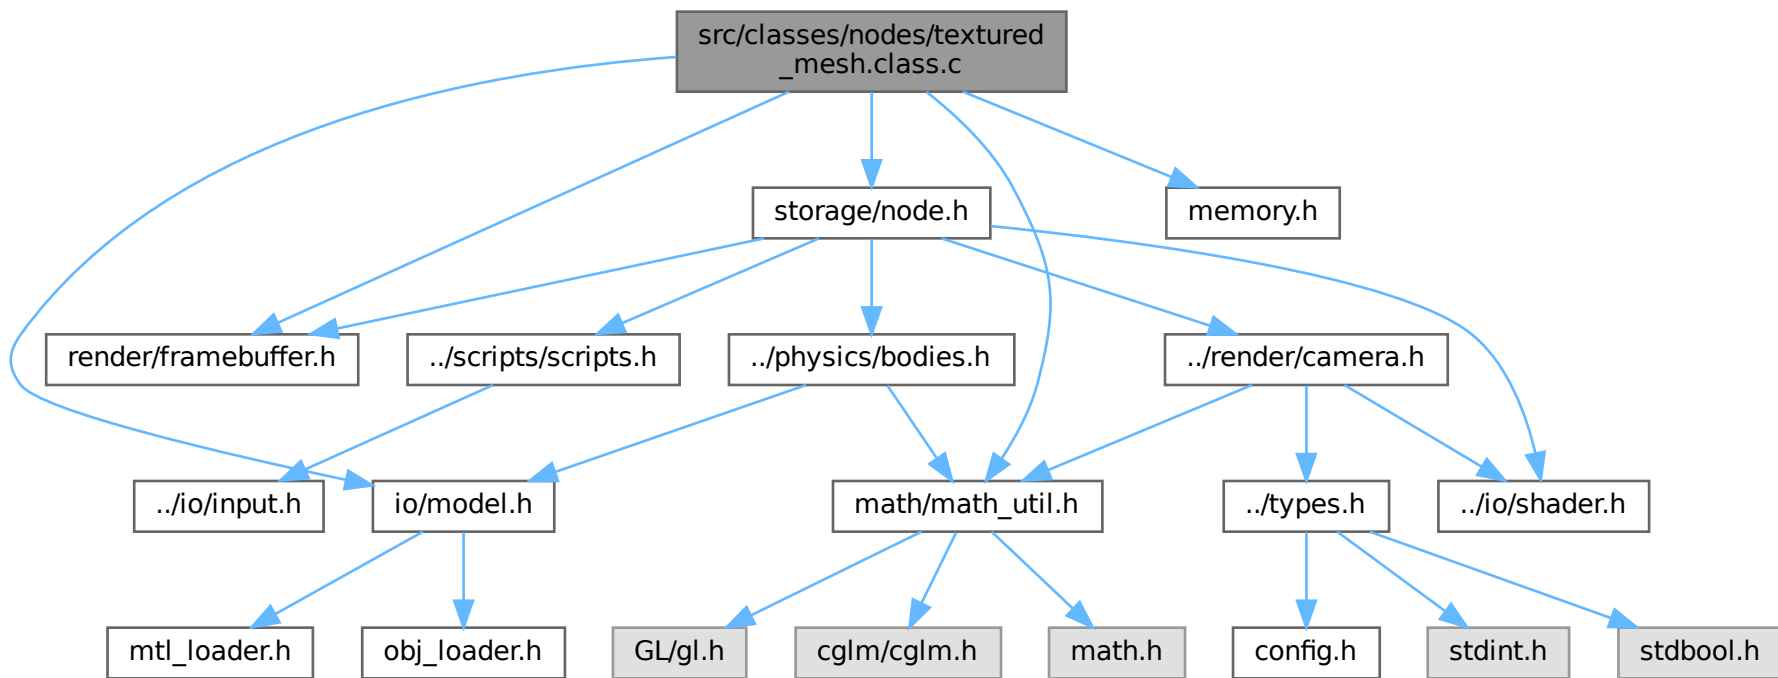 src/classes/nodes/textured
_mesh.class.c
storage/node.h
memory.h
render/framebuffer.h
../scripts/scripts.h
../physics/bodies.h
../render/camera.h
../io/input.h
io/model.h
math/math_util.h
../types.h
../io/shader.h
mtl_loader.h
obj_loader.h
GL/gl.h
cglm/cglm.h
math.h
config.h
stdint.h
stdbool.h